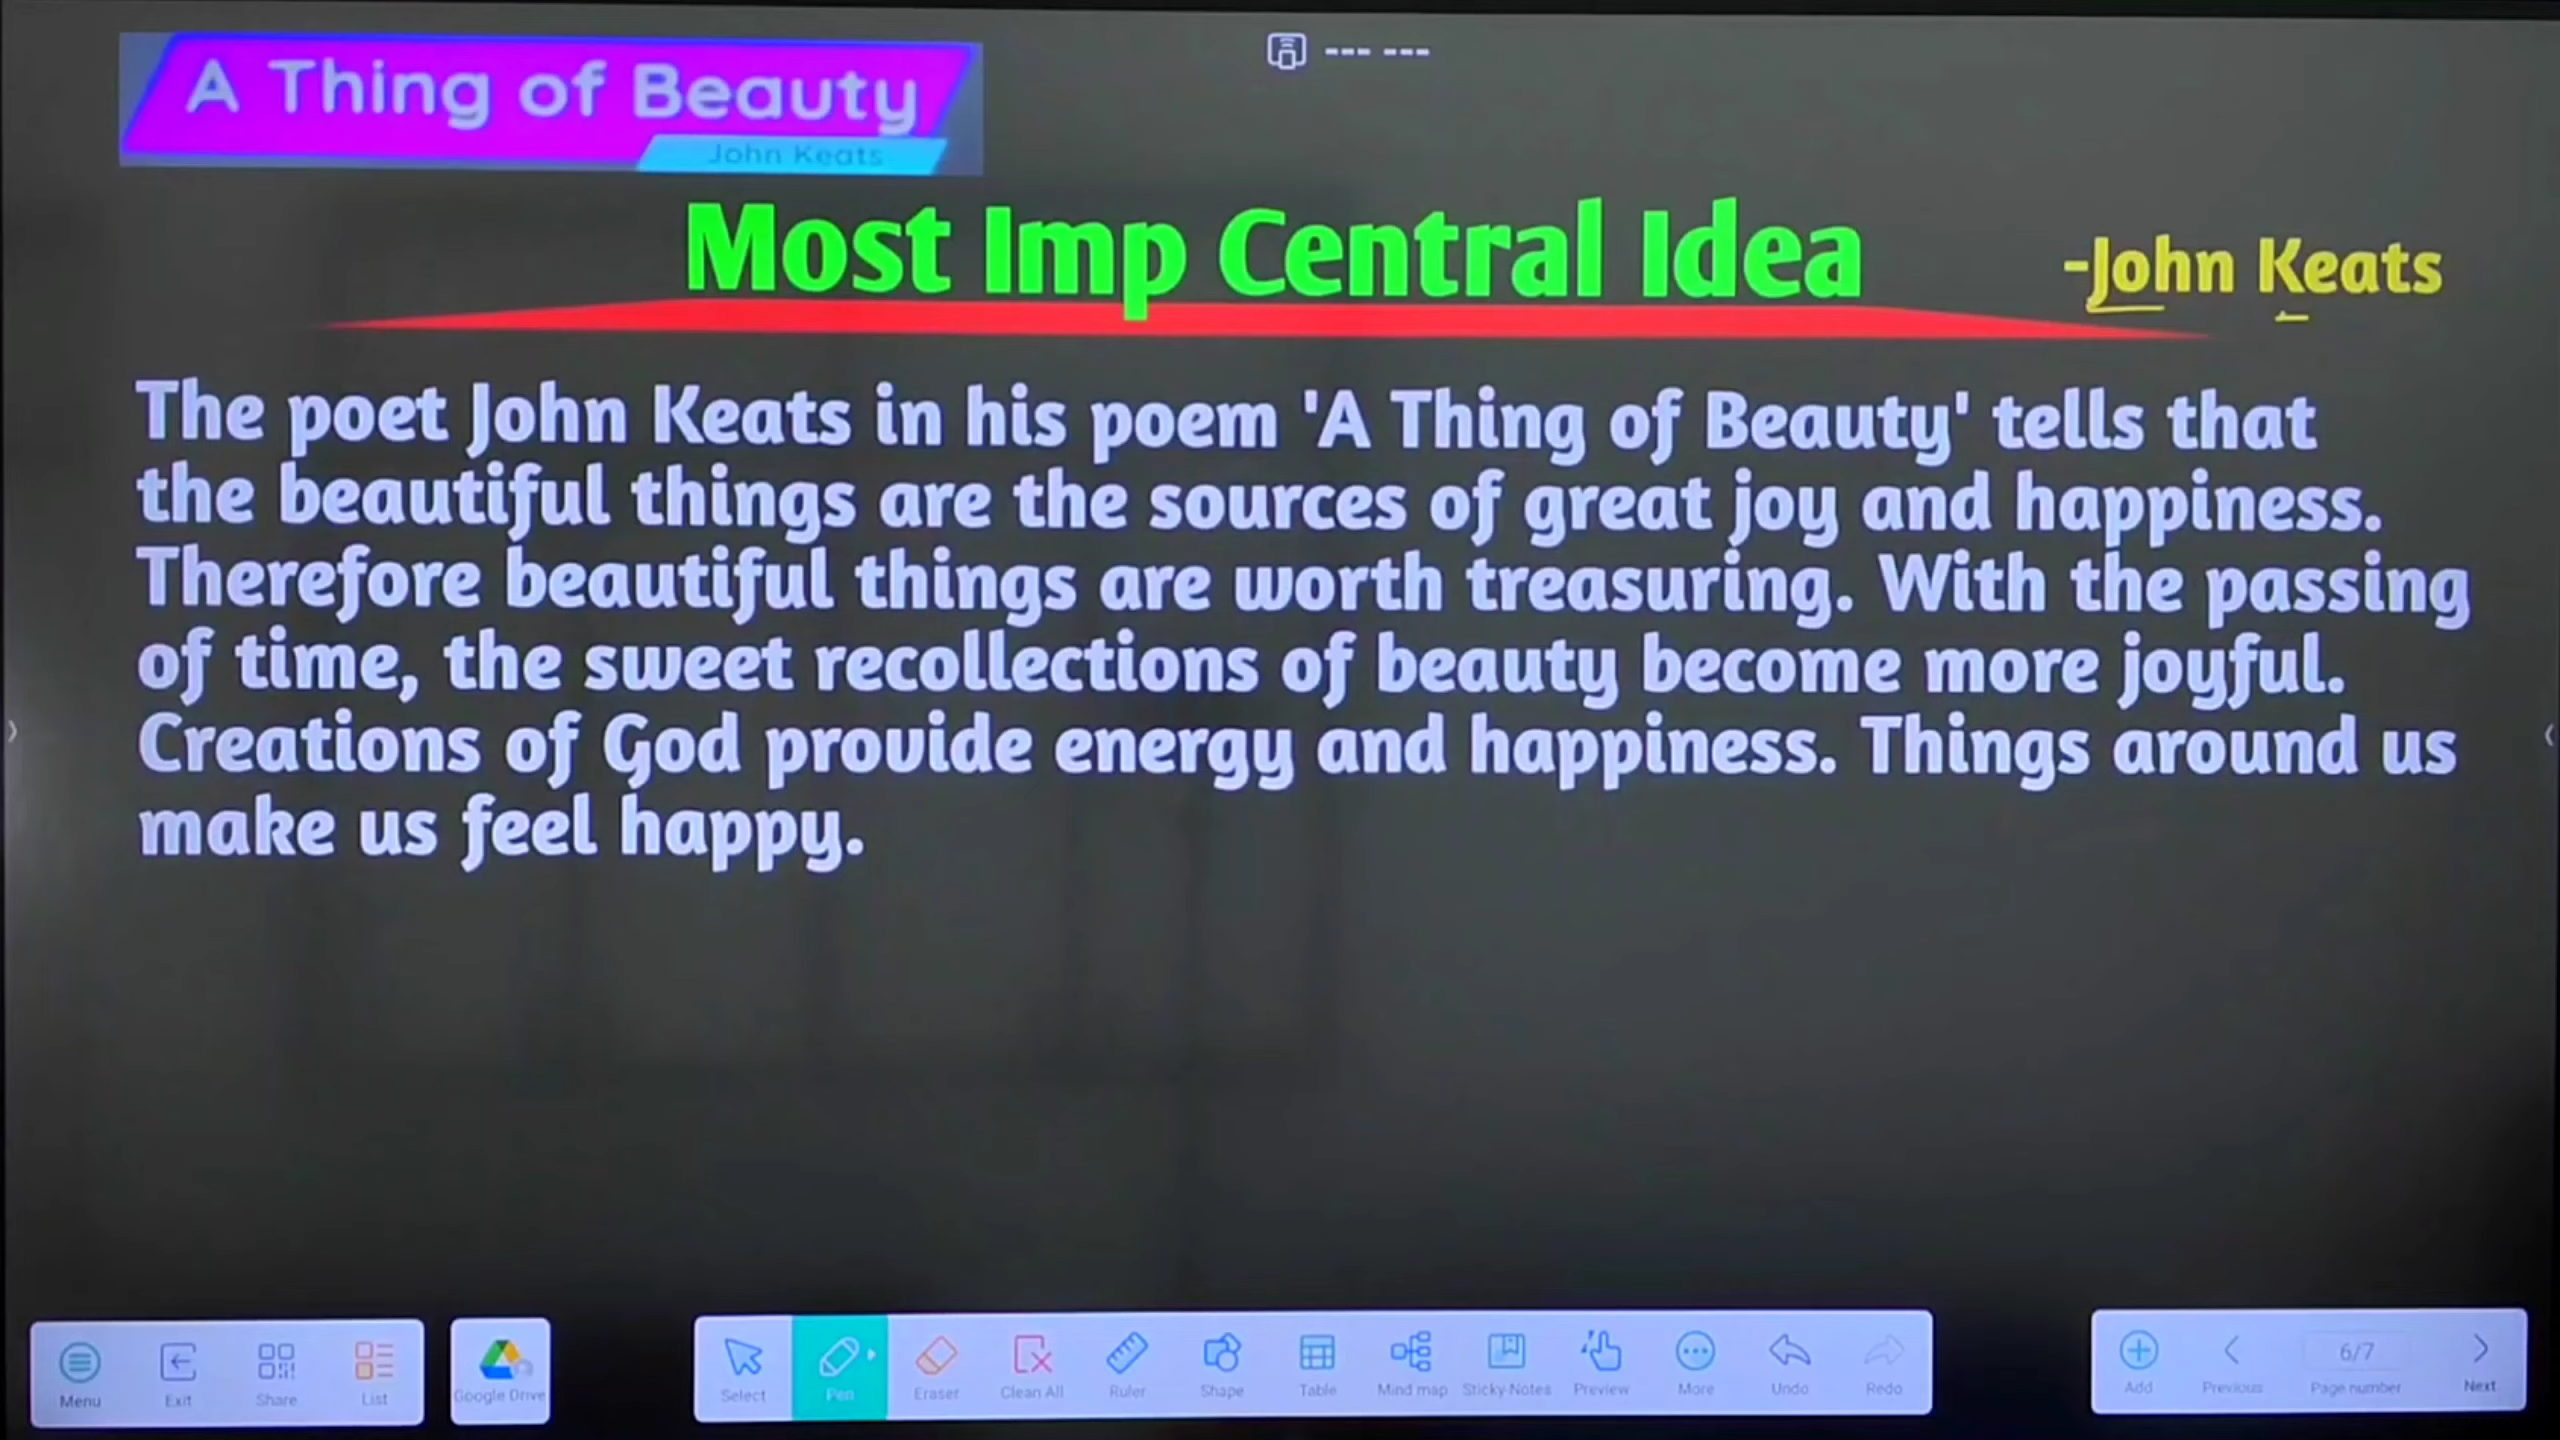 A Thing of Beauty
John Keats
--- ---
Most Imp Central Idea
-John Keats
The poet John Keats in his poem 'A Thing of Beauty' tells that
the beautiful things are the sources of great joy and happiness.
Therefore beautiful things are worth treasuring. With the passing
of time, the sweet recollections of beauty become more joyful.
Creations of God provide energy and happiness. Things around us
make us feel happy.
Menu Exit Share List Google Drive Select Pen Eraser Clean All Ruler Shape Table Mind map Sticky Notes Preview More Undo Redo Add Previous 6/7 Page number Next